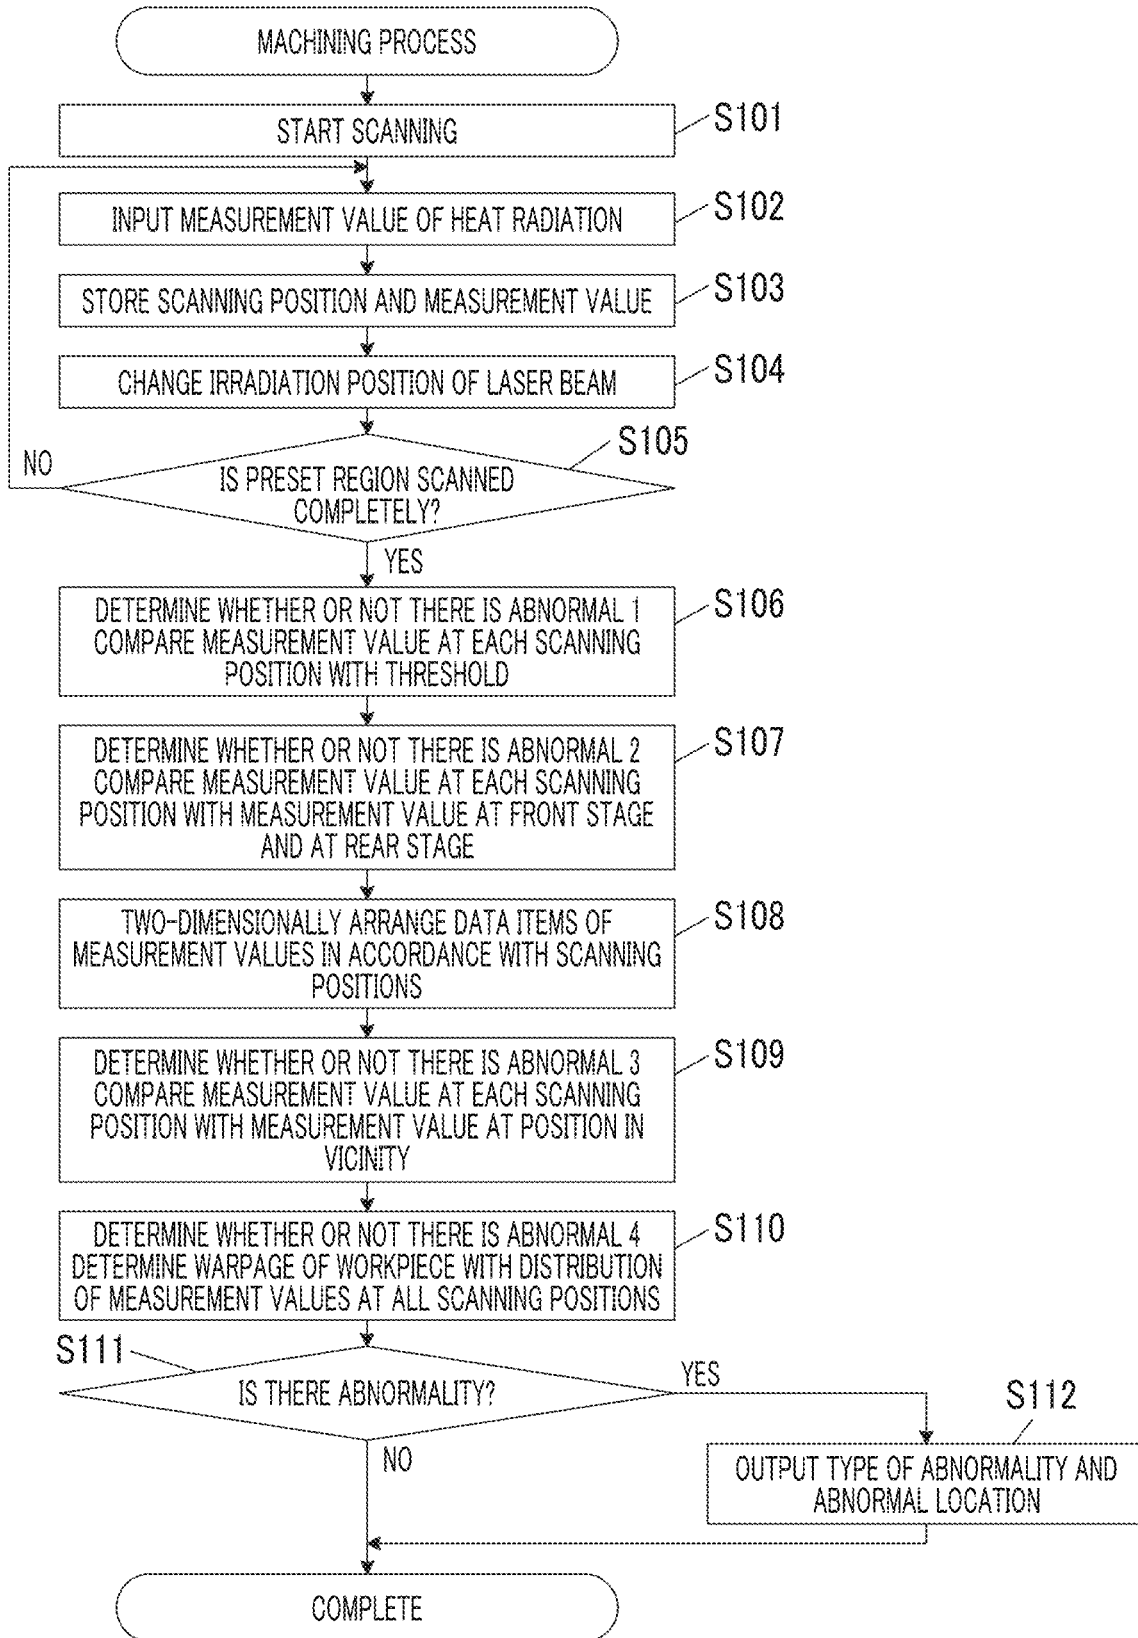 MACHINING PROCESS
START SCANNING
S101
INPUT MEASUREMENT VALUE OF HEAT RADIATION
S102
STORE SCANNING POSITION AND MEASUREMENT VALUE
S103
CHANGE IRRADIATION POSITION OF LASER BEAM
S104
S105
NO
IS PRESET REGION SCANNED
COMPLETELY?
YES
DETERMINE WHETHER OR NOT THERE IS ABNORMAL 1
COMPARE MEASUREMENT VALUE AT EACH SCANNING
POSITION WITH THRESHOLD
S106
DETERMINE WHETHER OR NOT THERE IS ABNORMAL 2
COMPARE MEASUREMENT VALUE AT EACH SCANNING
POSITION WITH MEASUREMENT VALUE AT FRONT STAGE
AND AT REAR STAGE
S107
TWO-DIMENSIONALLY ARRANGE DATA ITEMS OF
MEASUREMENT VALUES IN ACCORDANCE WITH SCANNING
POSITIONS
S108
DETERMINE WHETHER OR NOT THERE IS ABNORMAL 3
COMPARE MEASUREMENT VALUE AT EACH SCANNING
POSITION WITH MEASUREMENT VALUE AT POSITION IN
VICINITY
S109
DETERMINE WHETHER OR NOT THERE IS ABNORMAL 4
DETERMINE WARPAGE OF WORKPIECE WITH DISTRIBUTION
OF MEASUREMENT VALUES AT ALL SCANNING POSITIONS
S110
S111
IS THERE ABNORMALITY?
YES
NO
S112
OUTPUT TYPE OF ABNORMALITY AND
ABNORMAL LOCATION
COMPLETE